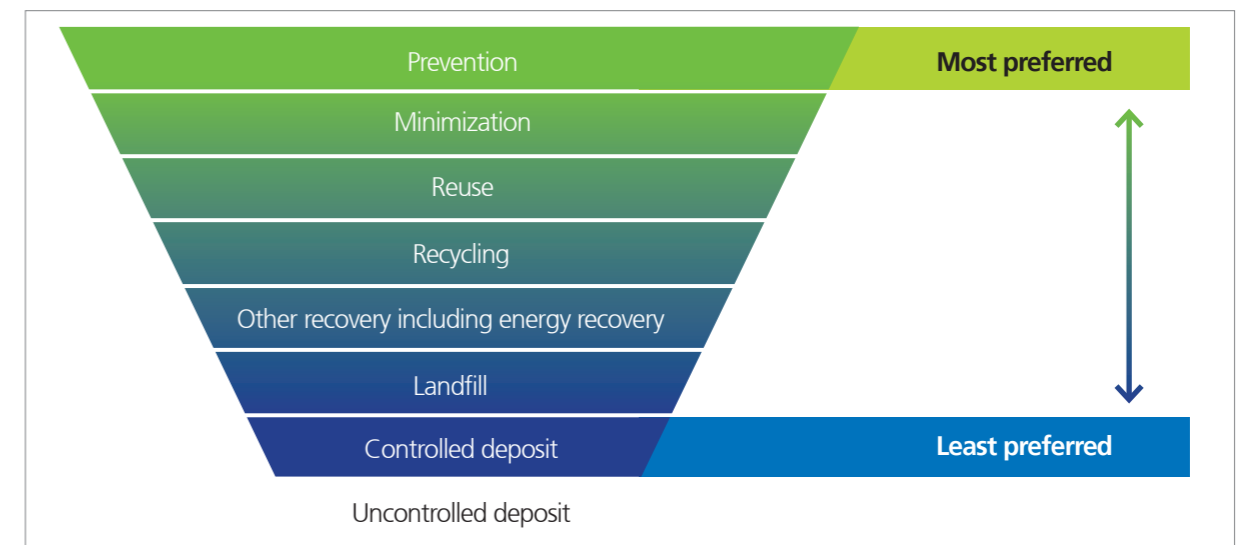 Prevention
Most preferred
Minimization
Reuse
Recycling
Other recovery including energy recovery
Landfill
Controlled deposit
Least preferred
Uncontrolled deposit